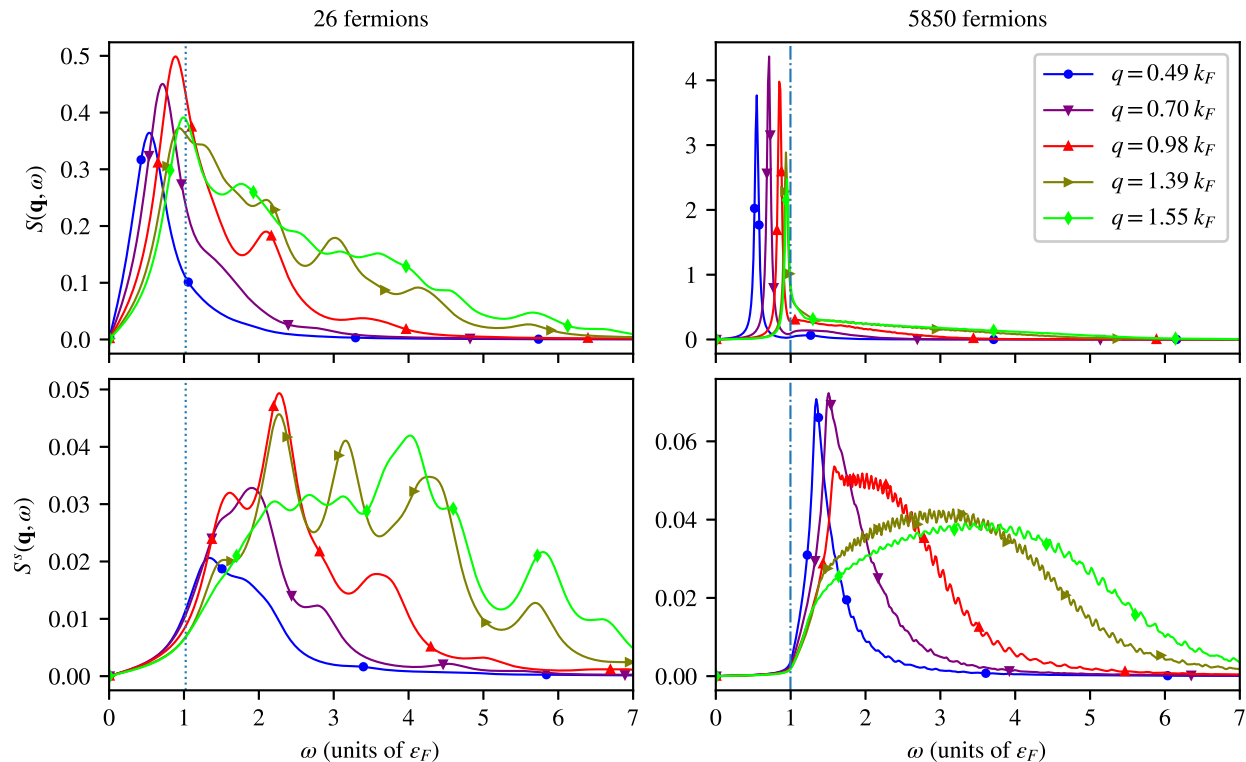 26 fermions
5850 fermions
S(q, ω)
0.5
0.4
0.3
0.2
0.1
0.0
4
3
2
1
0
q = 0.49 k_F
q = 0.70 k_F
q = 0.98 k_F
q = 1.39 k_F
q = 1.55 k_F
S^s(q, ω)
0.05
0.04
0.03
0.02
0.01
0.00
0 1 2 3 4 5 6 7
ω (units of ε_F)
0.06
0.04
0.02
0.00
0 1 2 3 4 5 6 7
ω (units of ε_F)